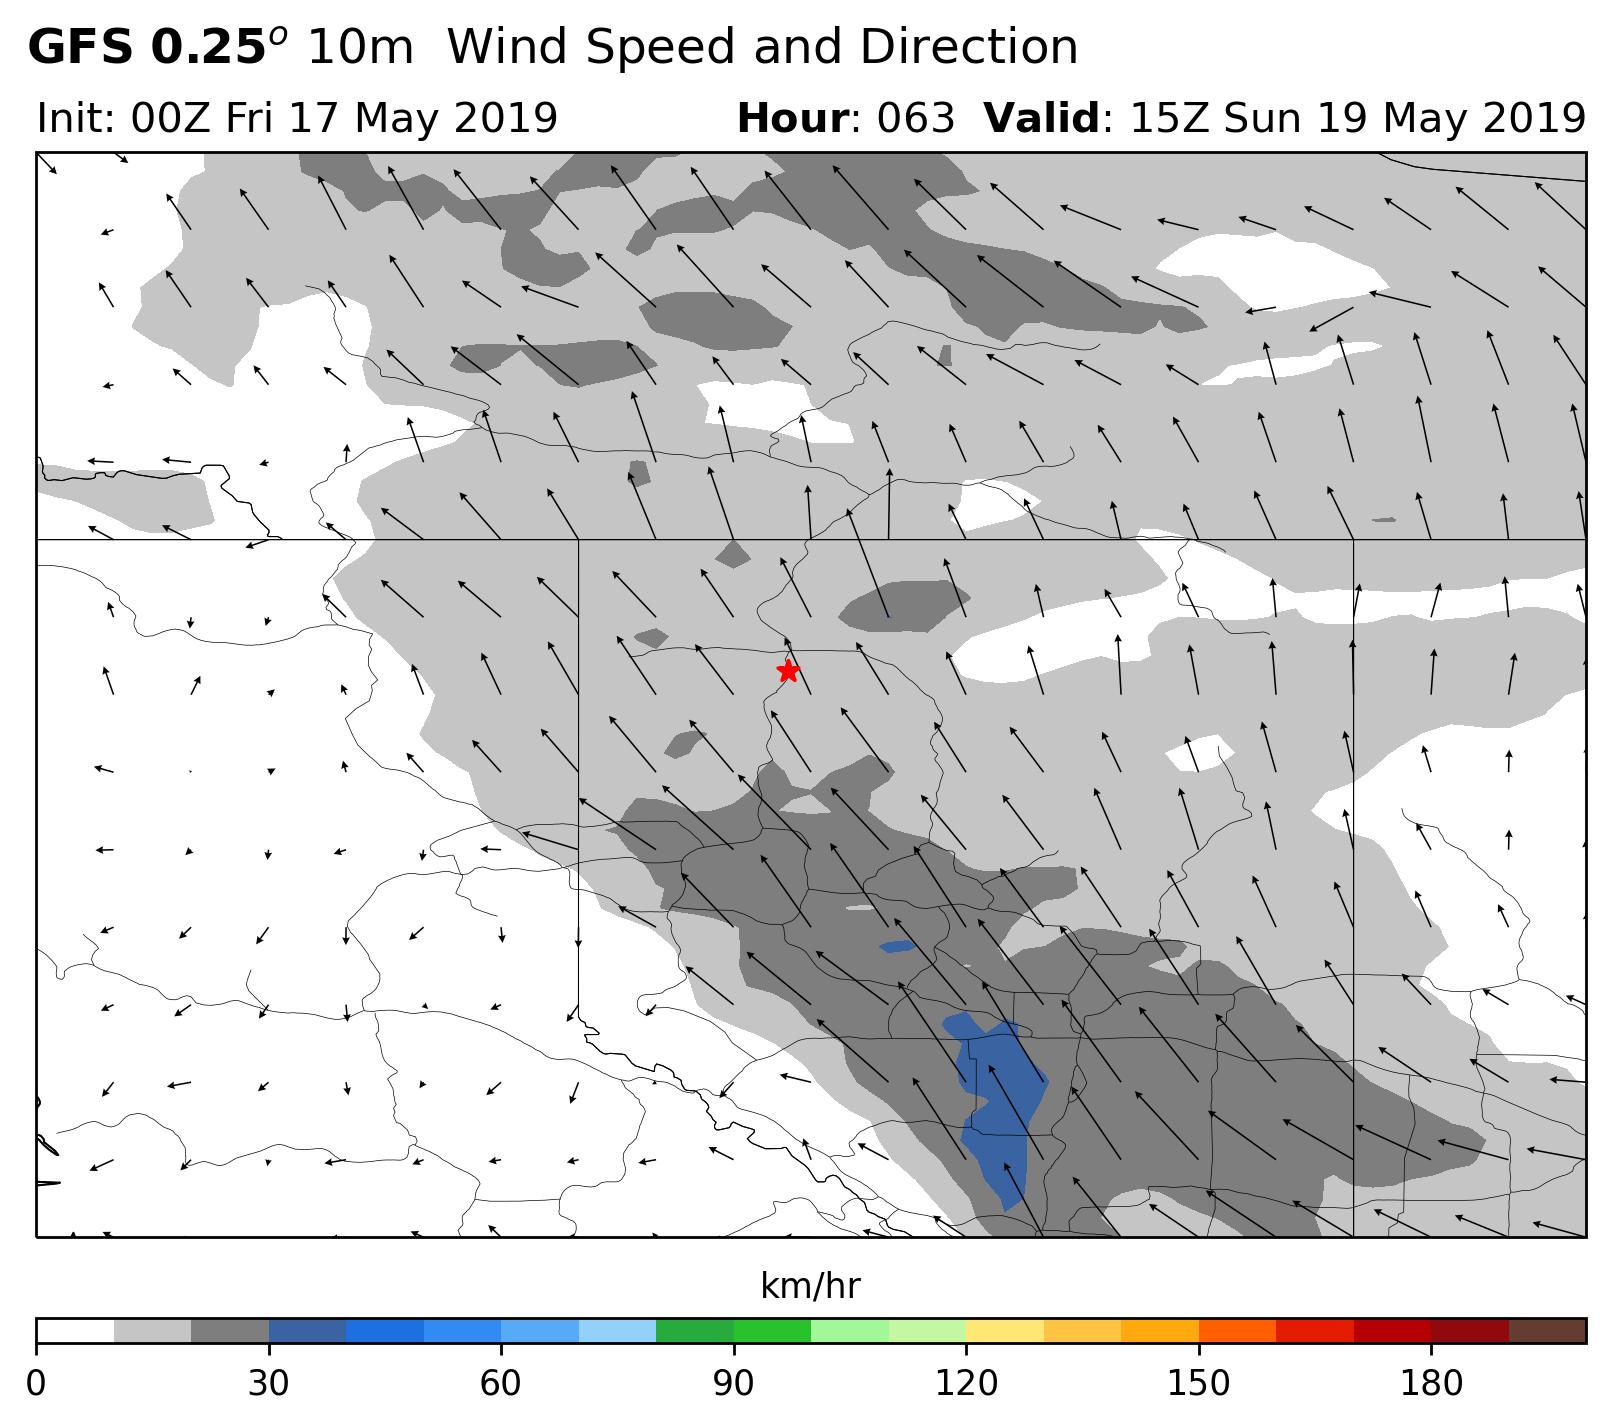 GFS 0.25° 10m Wind Speed and Direction
Init: 00Z Fri 17 May 2019 Hour: 063 Valid: 15Z Sun 19 May 2019
km/hr
0 30 60 90 120 150 180